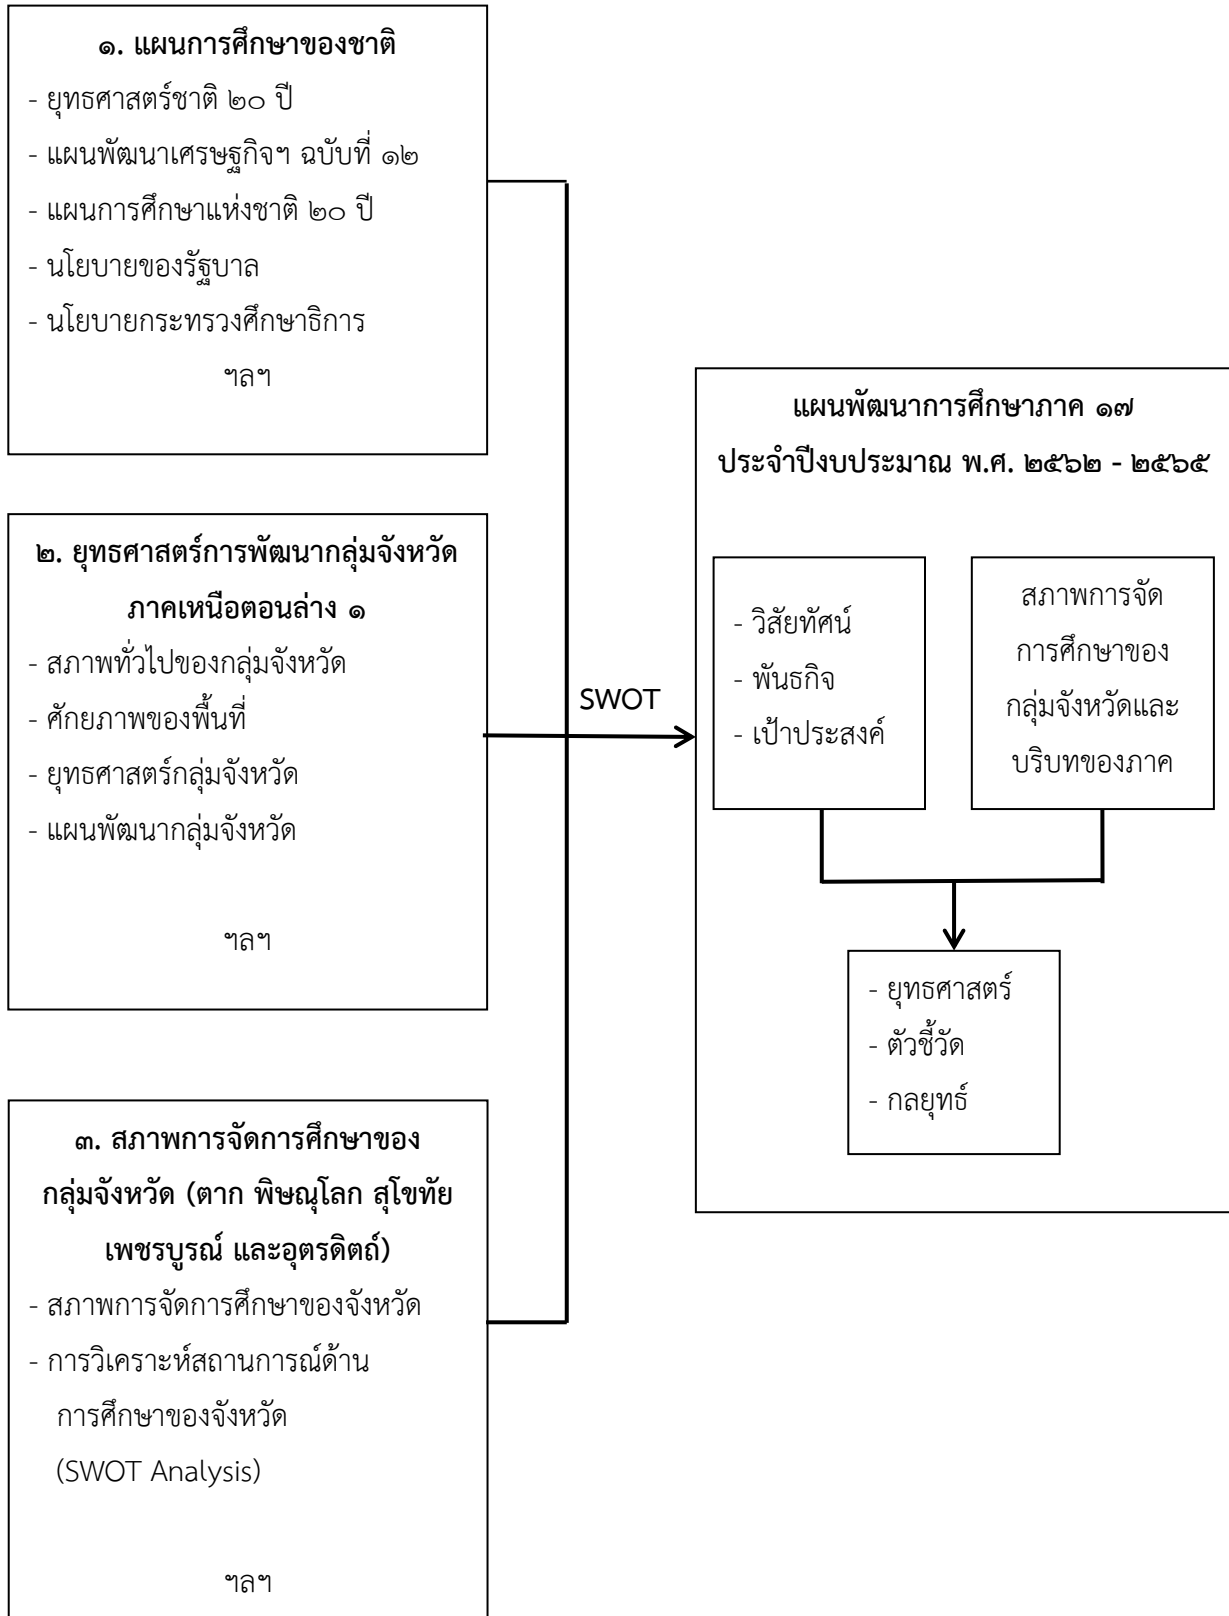 ๑. แผนการศึกษาของชาติ
- ยุทธศาสตร์ชาติ ๒๐ ปี
- แผนพัฒนาเศรษฐกิจฯ ฉบับที่ ๑๒
- แผนการศึกษาแห่งชาติ ๒๐ ปี
- นโยบายของรัฐบาล
- นโยบายกระทรวงศึกษาธิการ
ฯลฯ
๒. ยุทธศาสตร์การพัฒนากลุ่มจังหวัด
ภาคเหนือตอนล่าง ๑
- สภาพทั่วไปของกลุ่มจังหวัด
- ศักยภาพของพื้นที่
- ยุทธศาสตร์กลุ่มจังหวัด
- แผนพัฒนากลุ่มจังหวัด
ฯลฯ
๓. สภาพการจัดการศึกษาของ
กลุ่มจังหวัด (ตาก พิษณุโลก สุโขทัย
เพชรบูรณ์ และอุตรดิตถ์)
- สภาพการจัดการศึกษาของจังหวัด
- การวิเคราะห์สถานการณ์ด้าน
การศึกษาของจังหวัด
(SWOT Analysis)
ฯลฯ
SWOT
แผนพัฒนาการศึกษาภาค ๑๗
ประจำปีงบประมาณ พ.ศ. ๒๕๖๒ - ๒๕๖๕
- วิสัยทัศน์
- พันธกิจ
- เป้าประสงค์
สภาพการจัด
การศึกษาของ
กลุ่มจังหวัดและ
บริบทของภาค
- ยุทธศาสตร์
- ตัวชี้วัด
- กลยุทธ์